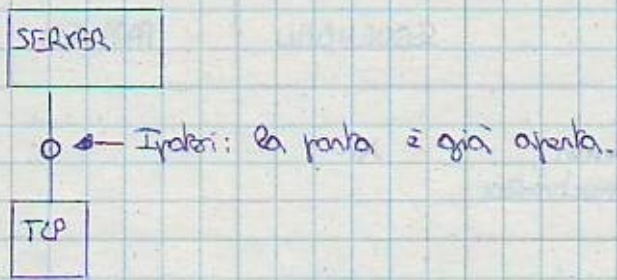 SERVER
Ipotesi: la porta è già aperta.
TCP